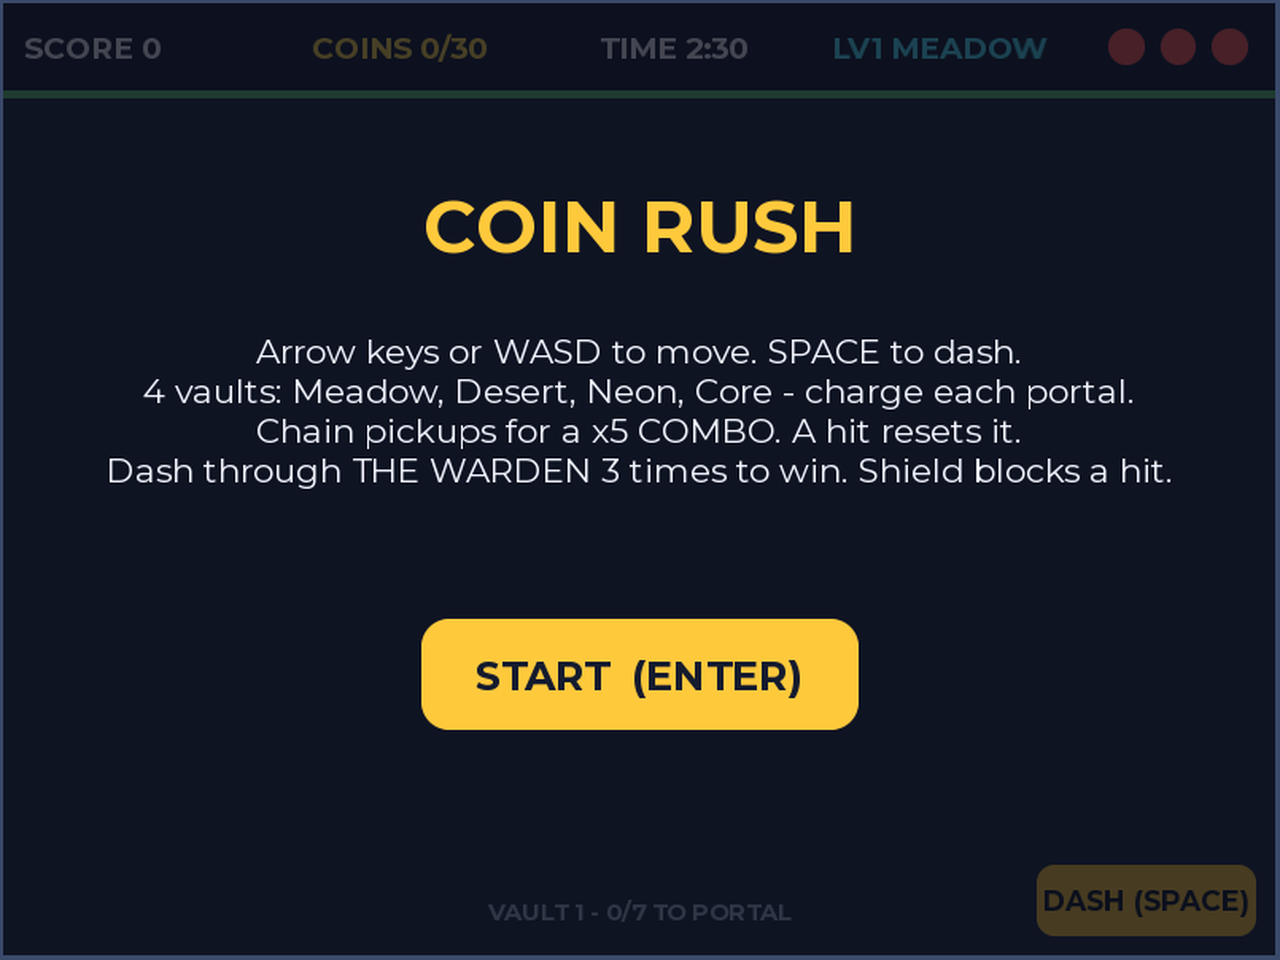 SCORE 0 COINS 0/30 TIME 2:30 LV1 MEADOW
COIN RUSH
Arrow keys or WASD to move. SPACE to dash.
4 vaults: Meadow, Desert, Neon, Core - charge each portal.
Chain pickups for a x5 COMBO. A hit resets it.
Dash through THE WARDEN 3 times to win. Shield blocks a hit.
START (ENTER)
DASH (SPACE)
VAULT 1 - 0/7 TO PORTAL